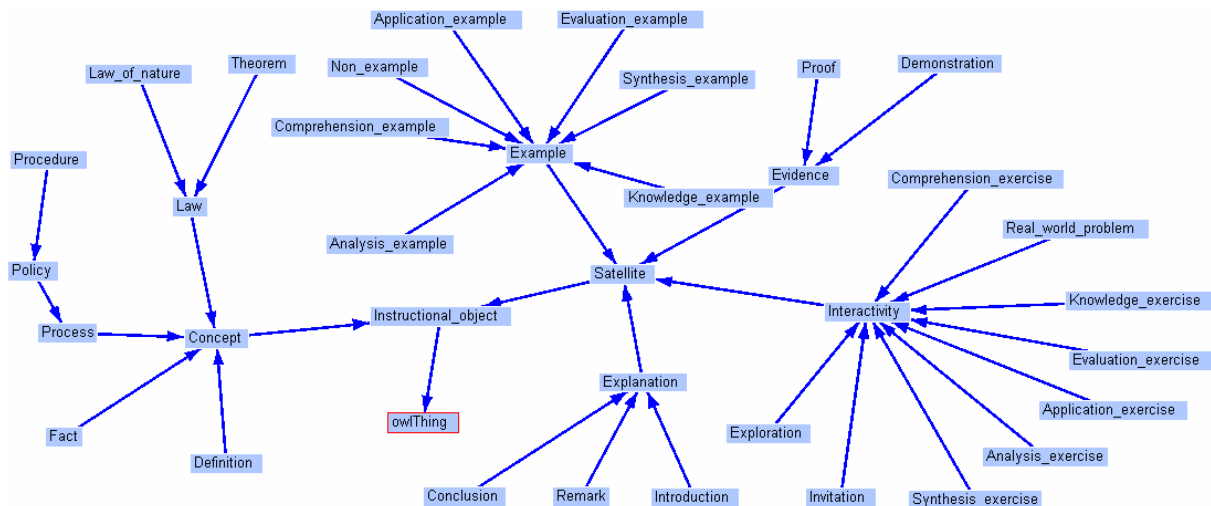 Application_example
Evaluation_example
Law_of_nature
Theorem
Non_example
Synthesis_example
Proof
Demonstration
Comprehension_example
Example
Procedure
Evidence
Comprehension_exercise
Law
Knowledge_example
Real_world_problem
Analysis_example
Policy
Satellite
Knowledge_exercise
Process
Concept
Instructional_object
Interactivity
Evaluation_exercise
Explanation
Application_exercise
owlThing
Fact
Exploration
Analysis_exercise
Definition
Conclusion
Remark
Introduction
Invitation
Synthesis_exercise